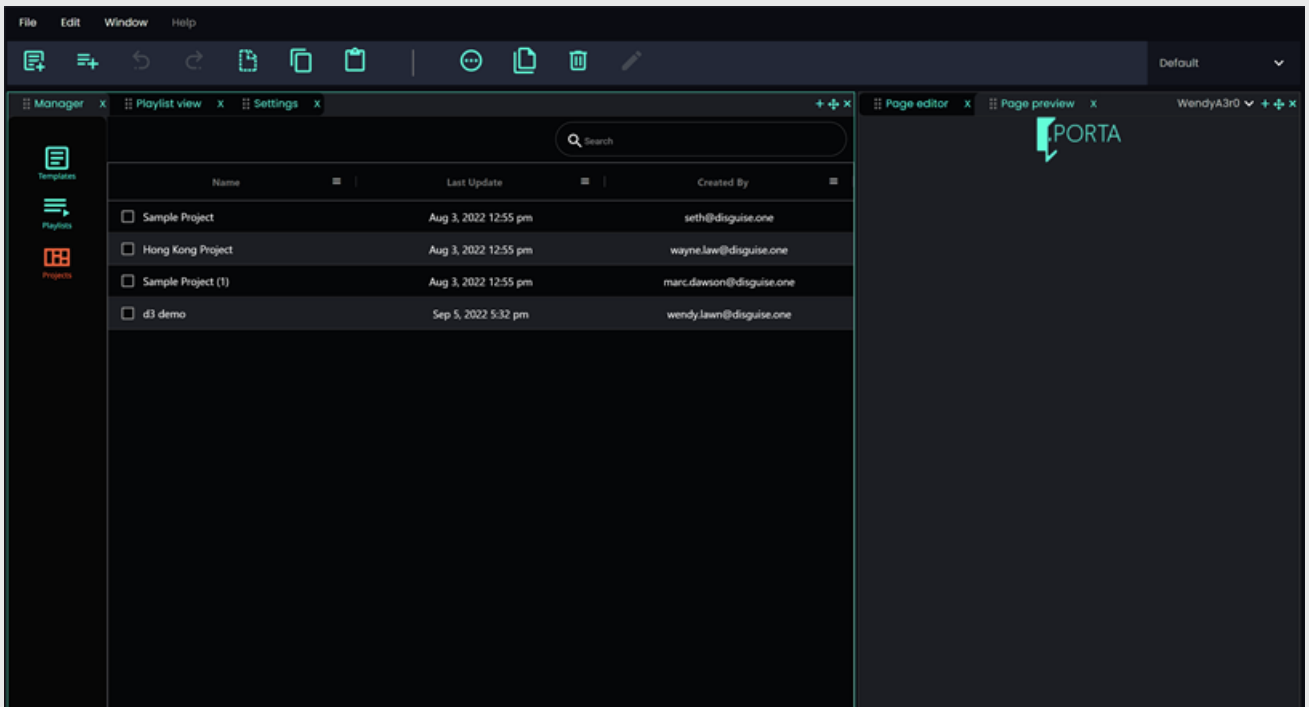 File Edit Window Help
Default
Manager x Playlist view x Settings x
Page editor x Page preview x WendyA3r0
PORTA
Search
Templates
Playlists
Projects
Name Last Update Created By
Sample Project Aug 3, 2022 12:55 pm seth@disguise.one
Hong Kong Project Aug 3, 2022 12:55 pm wayne.law@disguise.one
Sample Project (1) Aug 3, 2022 12:55 pm marc.dawson@disguise.one
d3 demo Sep 5, 2022 5:32 pm wendy.lawn@disguise.one